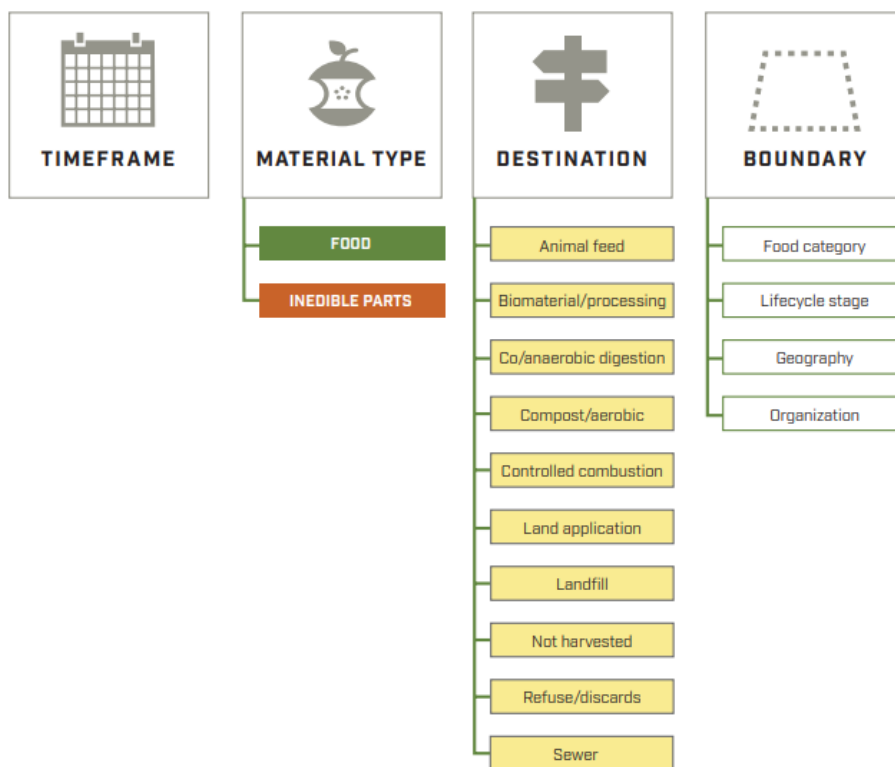 TIMEFRAME
MATERIAL TYPE
FOOD
INEDIBLE PARTS
DESTINATION
Animal feed
Biomaterial/processing
Co/anaerobic digestion
Compost/aerobic
Controlled combustion
Land application
Landfill
Not harvested
Refuse/discards
Sewer
BOUNDARY
Food category
Lifecycle stage
Geography
Organization